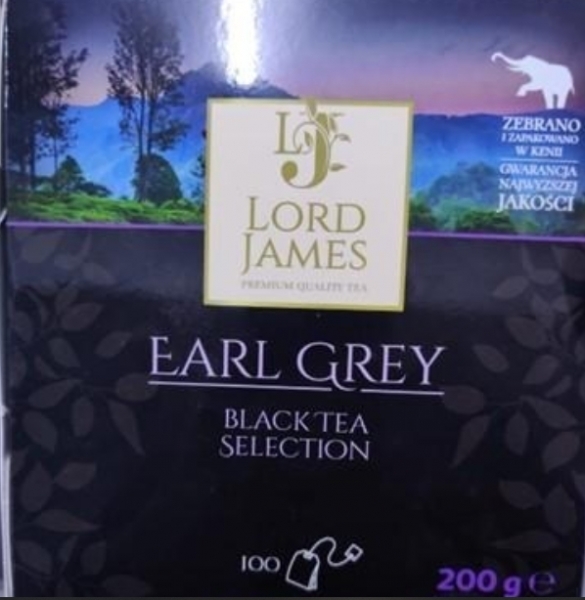 LJ
LORD
JAMES
PREMIUM QUALITY TEA
ZEBRANO
I ZAPAKOWANO
W KENII
GWARANCJA
NAJWYŻSZEJ
JAKOŚCI
EARL GREY
BLACK TEA
SELECTION
100
200 g ℮